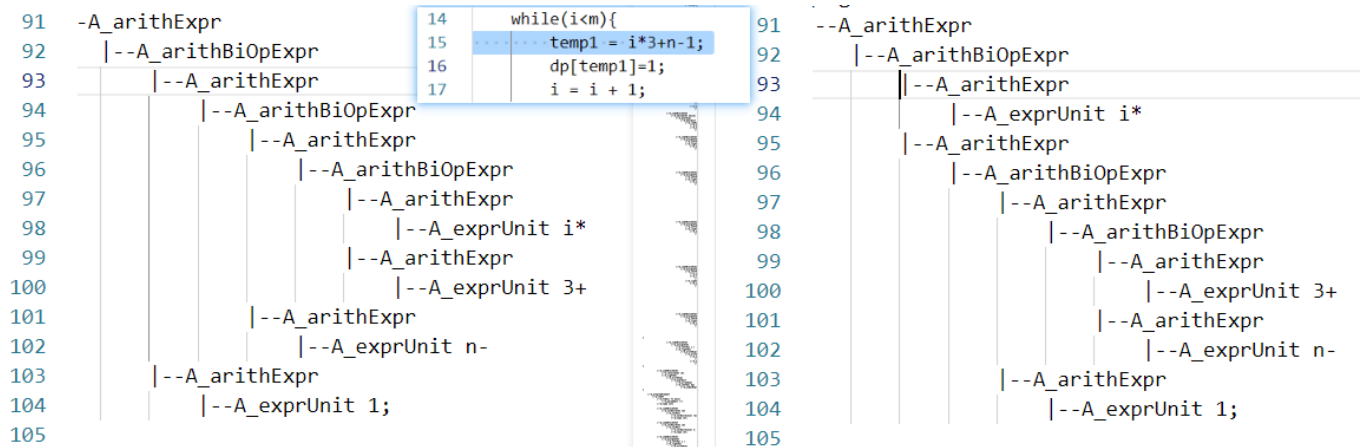 91 -A_arithExpr
92 |--A_arithBiOpExpr
93 |--A_arithExpr
94 |--A_arithBiOpExpr
95 |--A_arithExpr
96 |--A_arithBiOpExpr
97 |--A_arithExpr
98 |--A_exprUnit i*
99 |--A_arithExpr
100 |--A_exprUnit 3+
101 |--A_arithExpr
102 |--A_exprUnit n-
103 |--A_arithExpr
104 |--A_exprUnit 1;
105
14 while(i<m){
15 temp1 = i*3+n-1;
16 dp[temp1]=1;
17 i = i + 1;
91 --A_arithExpr
92 |--A_arithBiOpExpr
93 |--A_arithExpr
94 |--A_exprUnit i*
95 |--A_arithExpr
96 |--A_arithBiOpExpr
97 |--A_arithExpr
98 |--A_arithBiOpExpr
99 |--A_arithExpr
100 |--A_exprUnit 3+
101 |--A_arithExpr
102 |--A_exprUnit n-
103 |--A_arithExpr
104 |--A_exprUnit 1;
105